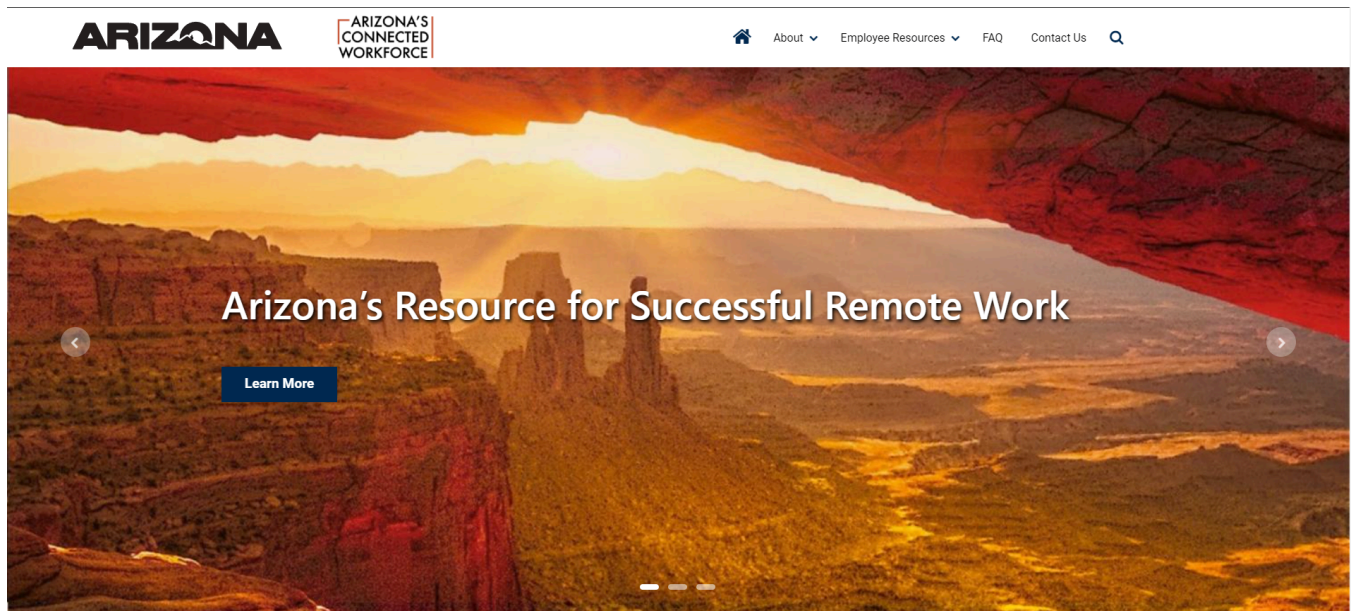 ARIZONA
ARIZONA'S
CONNECTED
WORKFORCE
About
Employee Resources
FAQ
Contact Us
Arizona's Resource for Successful Remote Work
Learn More